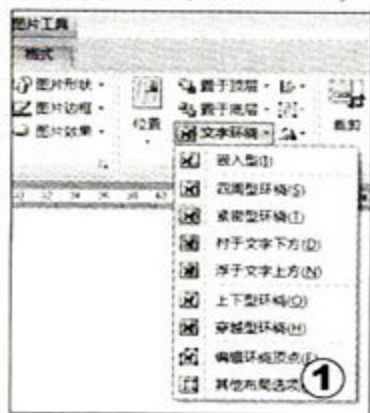 图片工具
格式
图片形状 置于顶层
图片边框 置于底层
图片效果 位置 文字环绕 裁剪
嵌入型(I)
四周型环绕(S)
紧密型环绕(T)
衬于文字下方(D)
浮于文字上方(N)
上下型环绕(O)
穿越型环绕(H)
编辑环绕顶点(E)
其他布局选项
①